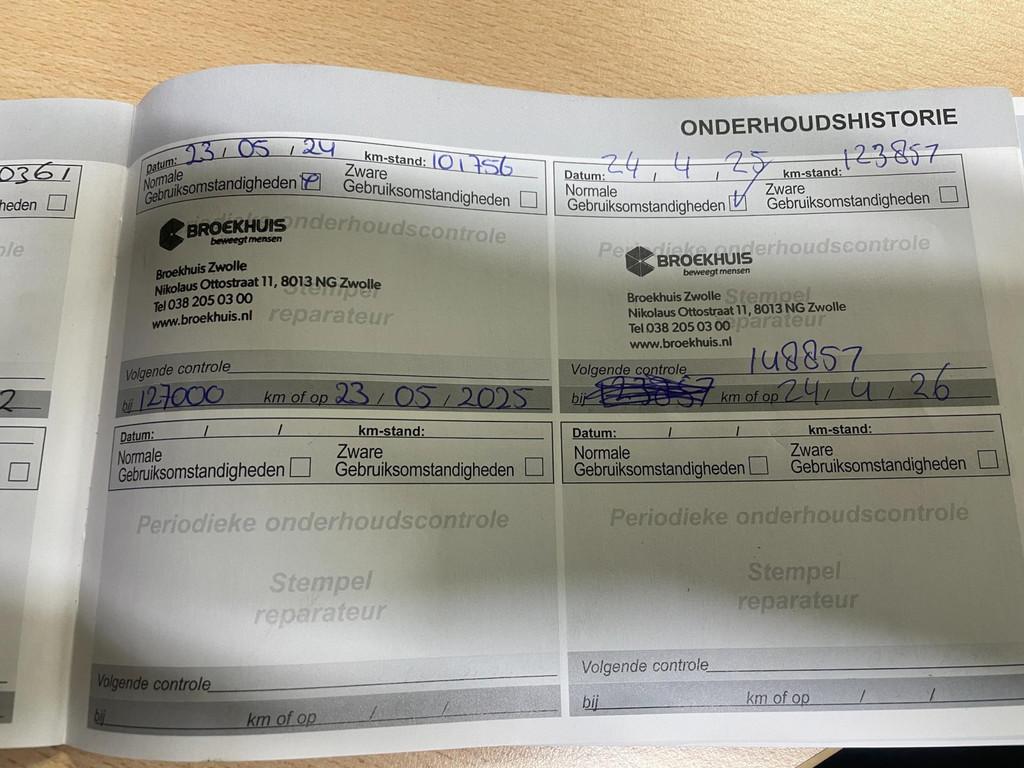 ONDERHOUDSHISTORIE
0361
heden
2
Datum: 23 / 05 / 24 km-stand: 101756
Normale Gebruiksomstandigheden Zware Gebruiksomstandigheden
Periodieke onderhoudscontrole
BROEKHUIS
beweegt mensen
Broekhuis Zwolle
Nikolaus Ottostraat 11, 8013 NG Zwolle
Stempel
Tel 038 205 03 00
www.broekhuis.nl
reparateur
Volgende controle
bij 127000 km of op 23 / 05 / 2025
Datum: 24 / 4 / 25 km-stand: 123857
Normale Gebruiksomstandigheden Zware Gebruiksomstandigheden
Periodieke onderhoudscontrole
BROEKHUIS
beweegt mensen
Broekhuis Zwolle Stempel
Nikolaus Ottostraat 11, 8013 NG Zwolle
Tel 038 205 03 00 reparateur
www.broekhuis.nl
Volgende controle 148857
bij km of op 24 / 4 / 26
Datum: / / km-stand:
Normale Gebruiksomstandigheden Zware Gebruiksomstandigheden
Periodieke onderhoudscontrole
Stempel
reparateur
Volgende controle
bij km of op / /
Datum: / / km-stand:
Normale Gebruiksomstandigheden Zware Gebruiksomstandigheden
Periodieke onderhoudscontrole
Stempel
reparateur
Volgende controle
bij km of op / /